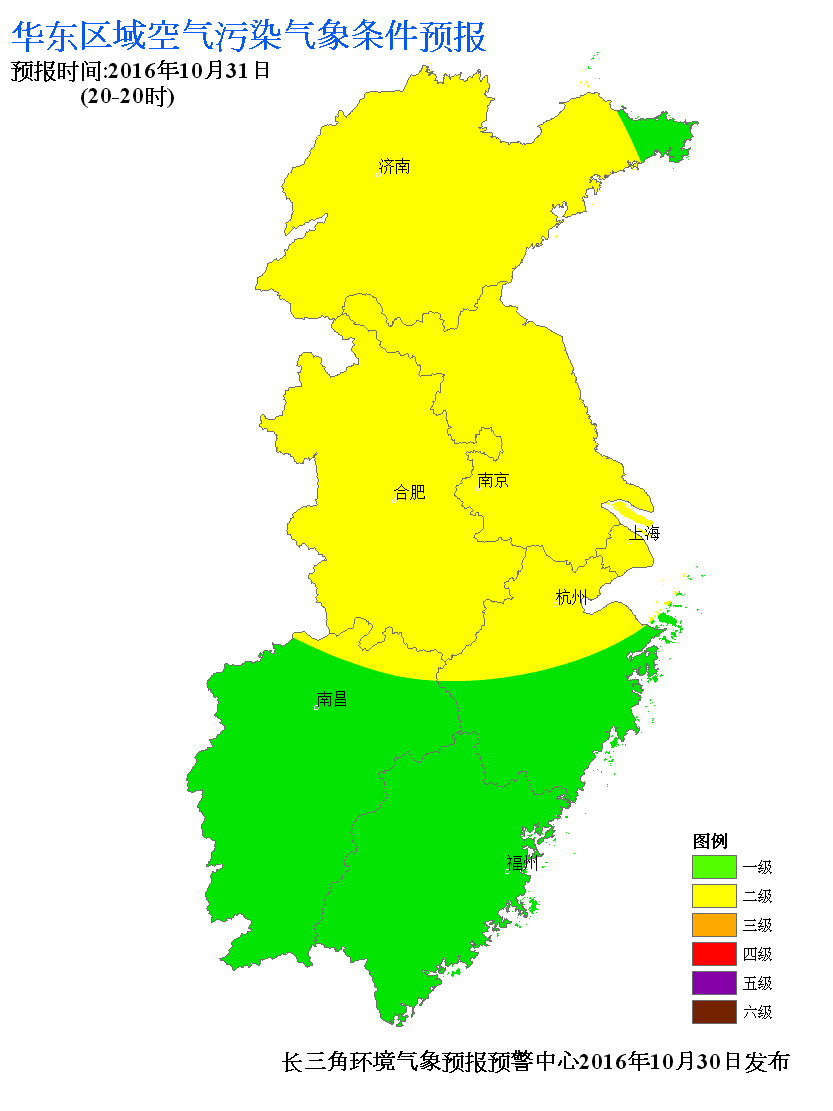 华东区域空气污染气象条件预报
预报时间:2016年10月31日
(20-20时)
济南
合肥
南京
上海
杭州
南昌
福州
图例
一级
二级
三级
四级
五级
六级
长三角环境气象预报预警中心2016年10月30日发布